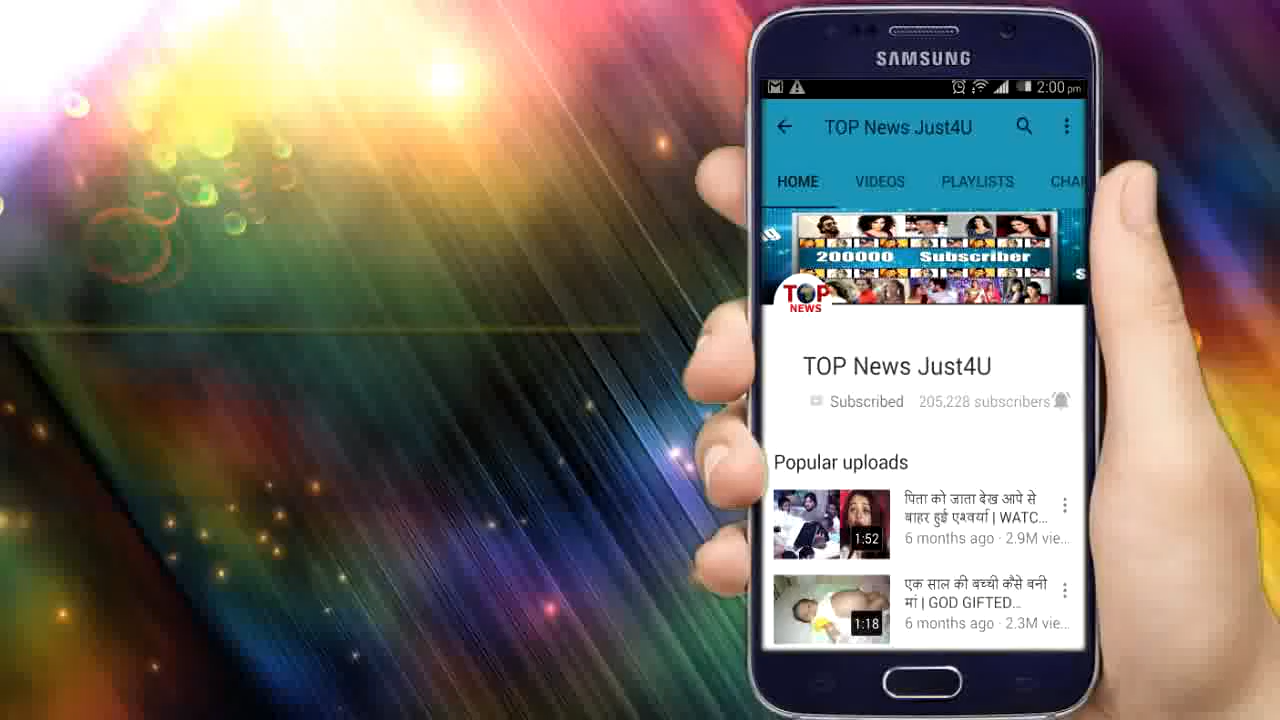 SAMSUNG
2:00 pm
TOP News Just4U
HOME VIDEOS PLAYLISTS CHA
200000 Subscriber
TOP
NEWS
TOP News Just4U
Subscribed 205,228 subscribers
Popular uploads
पिता को जाता देख आपे से
बाहर हुई एश्वर्या | WATC...
6 months ago · 2.9M vie...
1:52
एक साल की बच्ची कैसे बनी
मां | GOD GIFTED...
6 months ago · 2.3M vie...
1:18